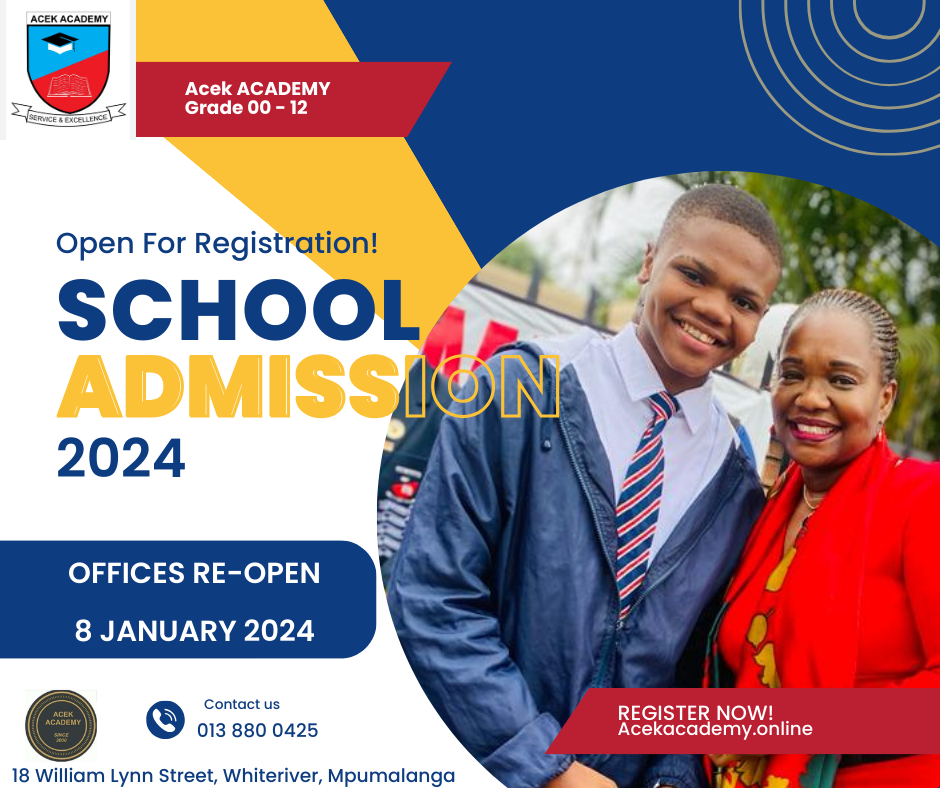 ACEK ACADEMY
SERVICE & EXCELLENCE
Acek ACADEMY
Grade 00 - 12
Open For Registration!
SCHOOL
ADMISSION
2024
OFFICES RE-OPEN
8 JANUARY 2024
ACEK
ACADEMY
SINCE
2000
Contact us
013 880 0425
18 William Lynn Street, Whiteriver, Mpumalanga
REGISTER NOW!
Acekacademy.online